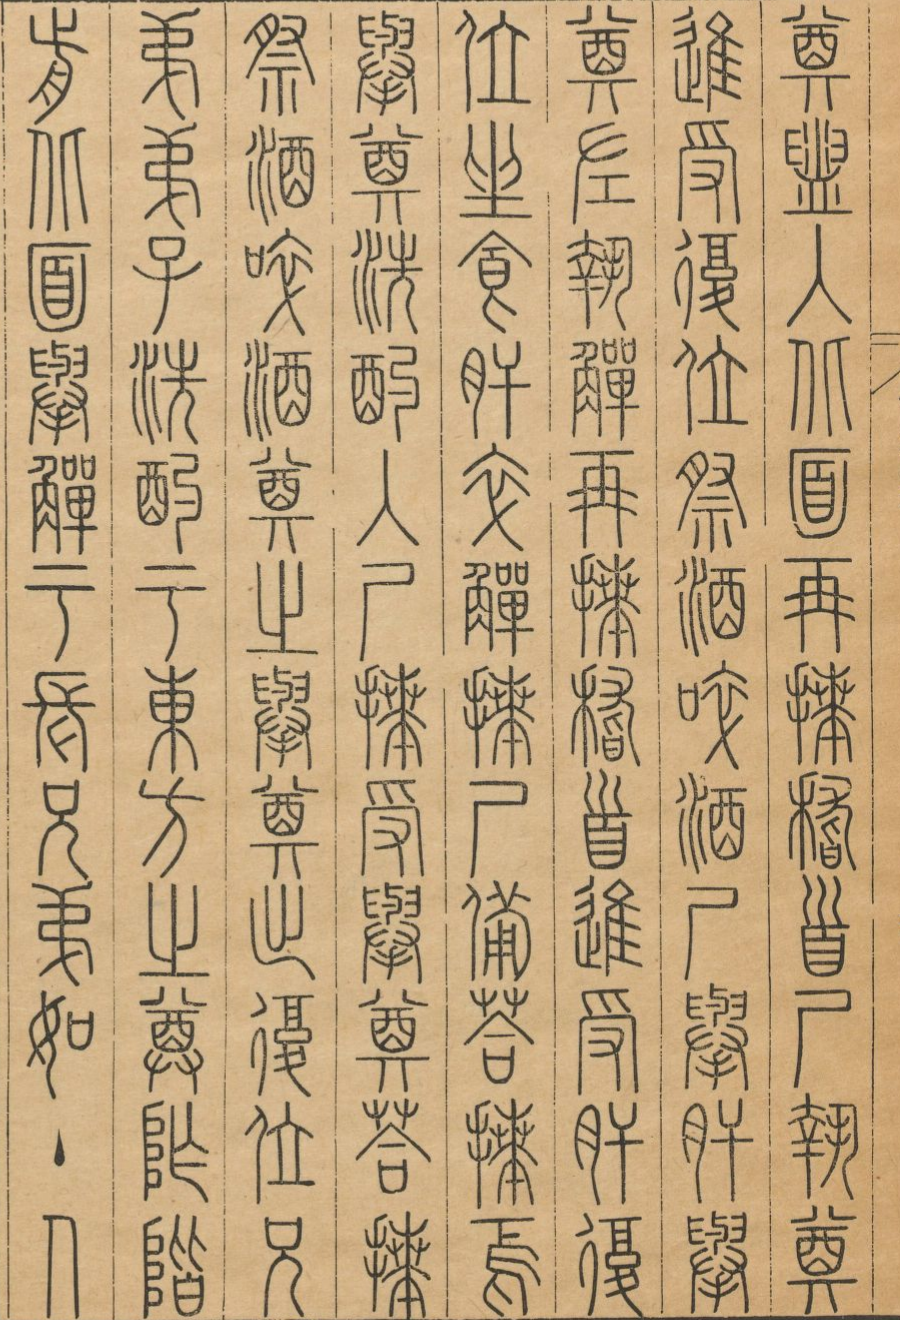 奠盥入北面再拜稽首尸執奠
進受復位祭酒啐酒尸舉肝舉
奠左執觶再拜稽首進受肝復
位坐食肝卒觶拜尸備荅拜焉
舉奠洗酌入尸拜受舉奠荅拜
祭酒啐酒奠之舉奠出復位兄
弟弟子洗酌于東方之尊阼階
前北面舉觶于長兄弟如主人